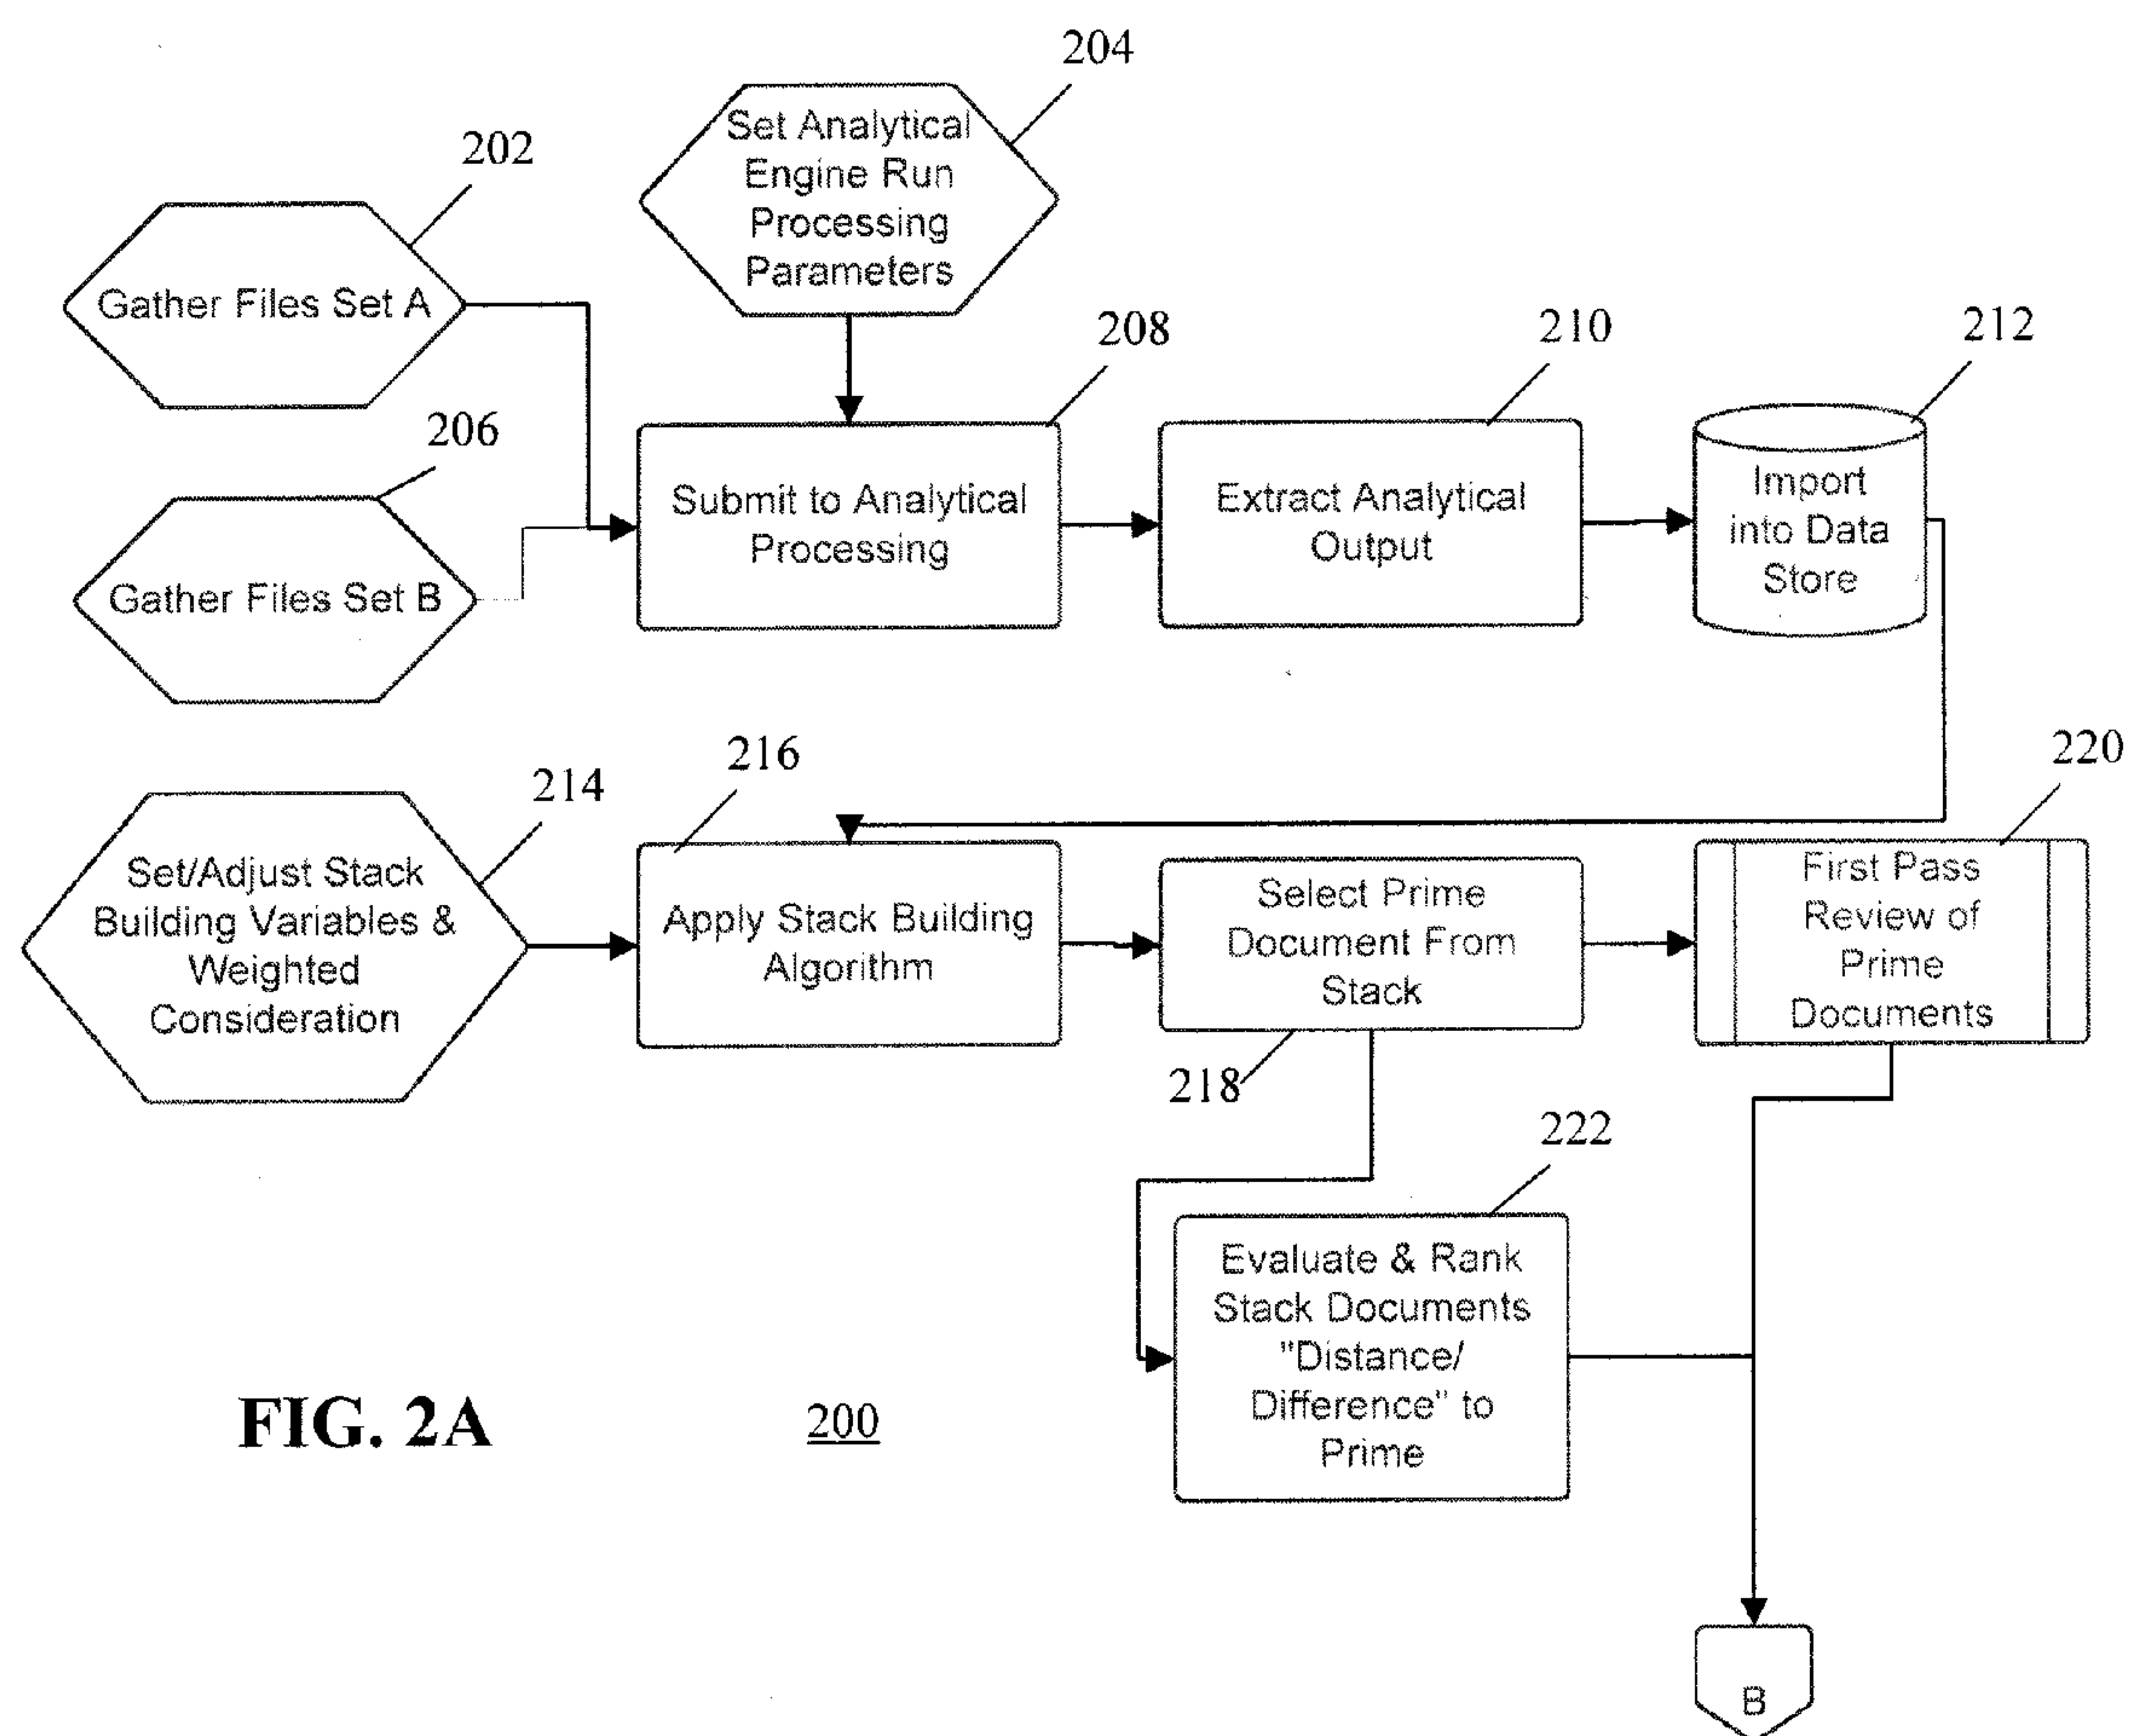 204
Set Analytical
Engine Run
Processing
Parameters
202
Gather Files Set A
206
Gather Files Set B
208
Submit to Analytical
Processing
210
Extract Analytical
Output
212
Import
into Data
Store
214
Set/Adjust Stack
Building Variables &
Weighted
Consideration
216
Apply Stack Building
Algorithm
Select Prime
Document From
Stack
218
220
First Pass
Review of
Prime
Documents
222
Evaluate & Rank
Stack Documents
"Distance/
Difference" to
Prime
B
FIG. 2A
200